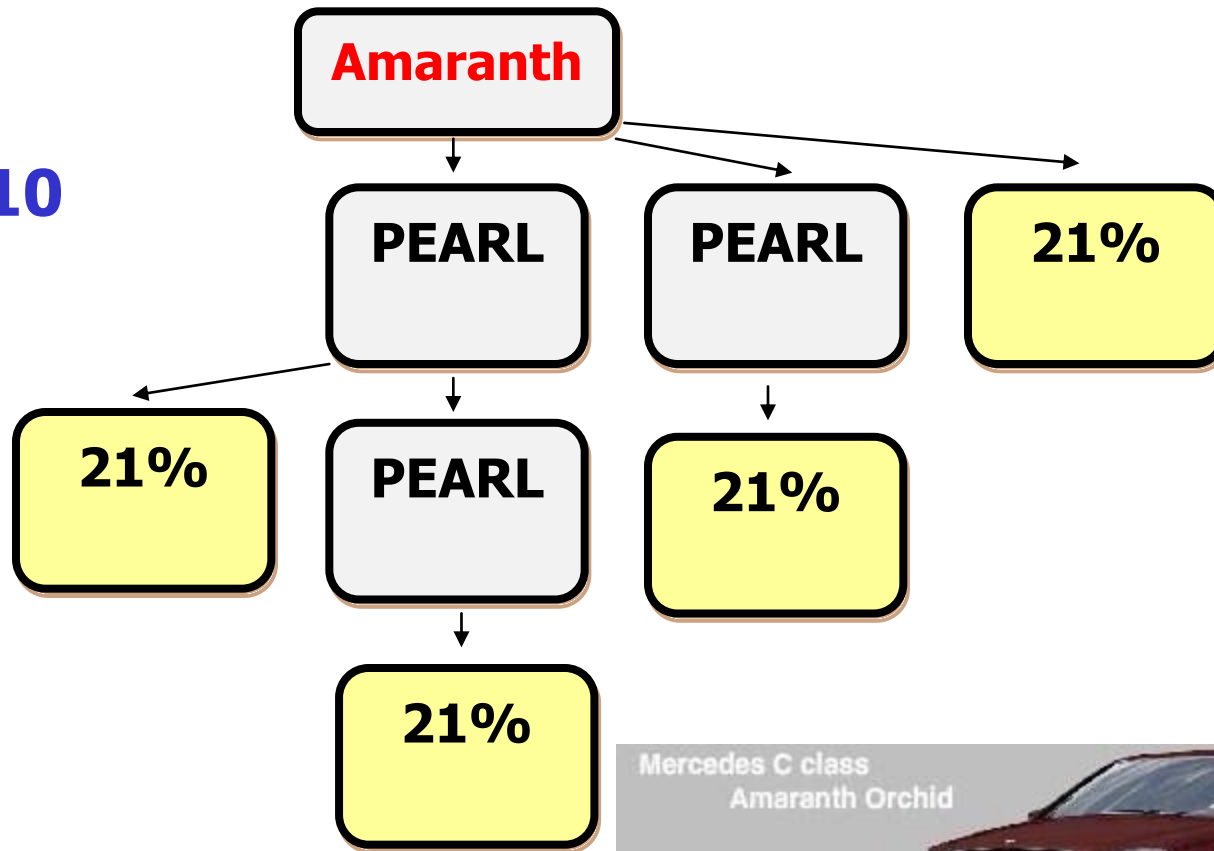 Amaranth
10
PEARL
PEARL
21%
21%
PEARL
21%
21%
Mercedes C class
Amaranth Orchid